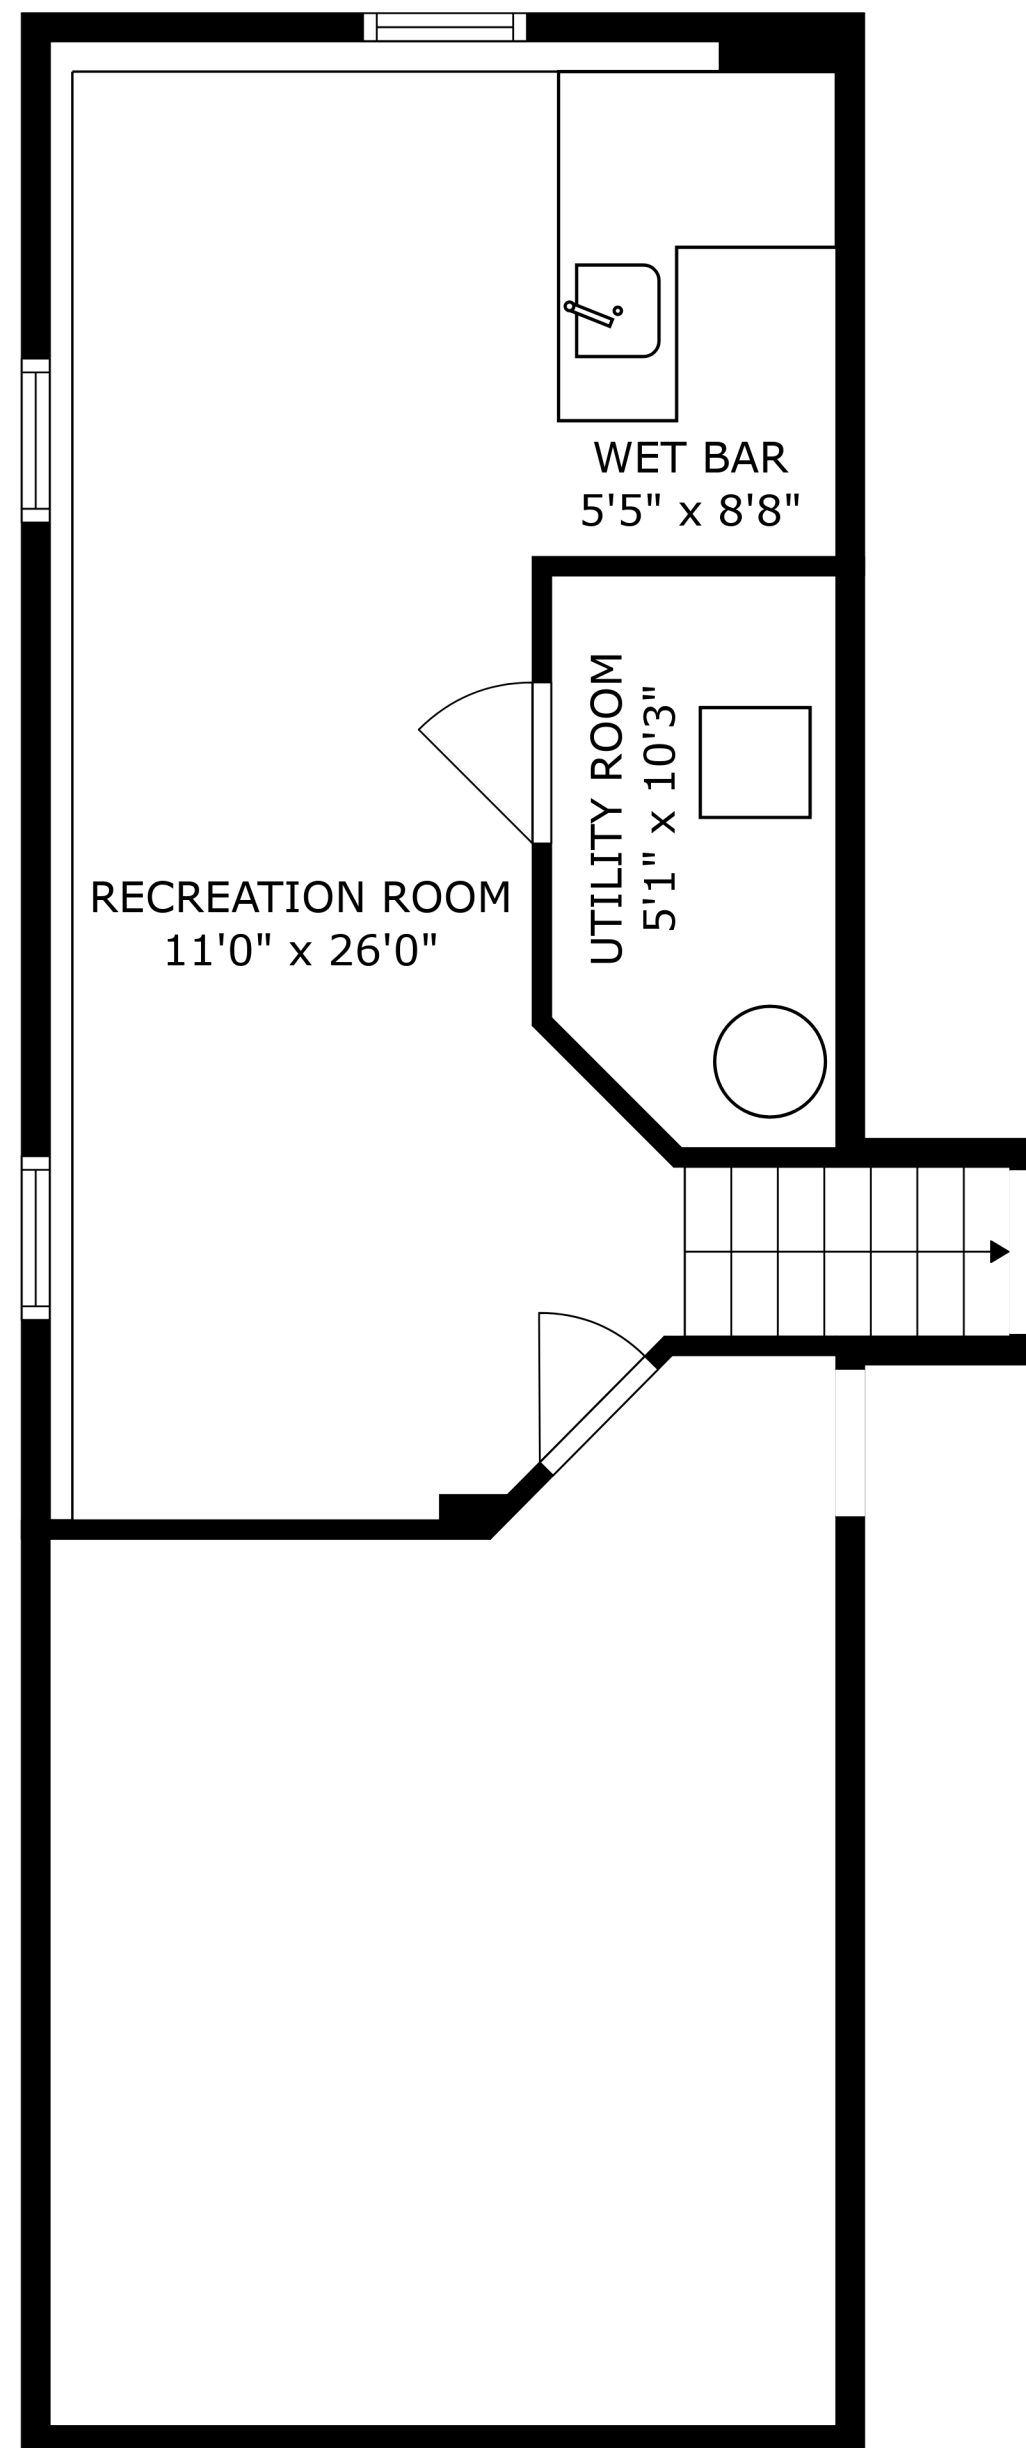 WET BAR
5'5" x 8'8"
UTILITY ROOM
5'1" x 10'3"
RECREATION ROOM
11'0" x 26'0"